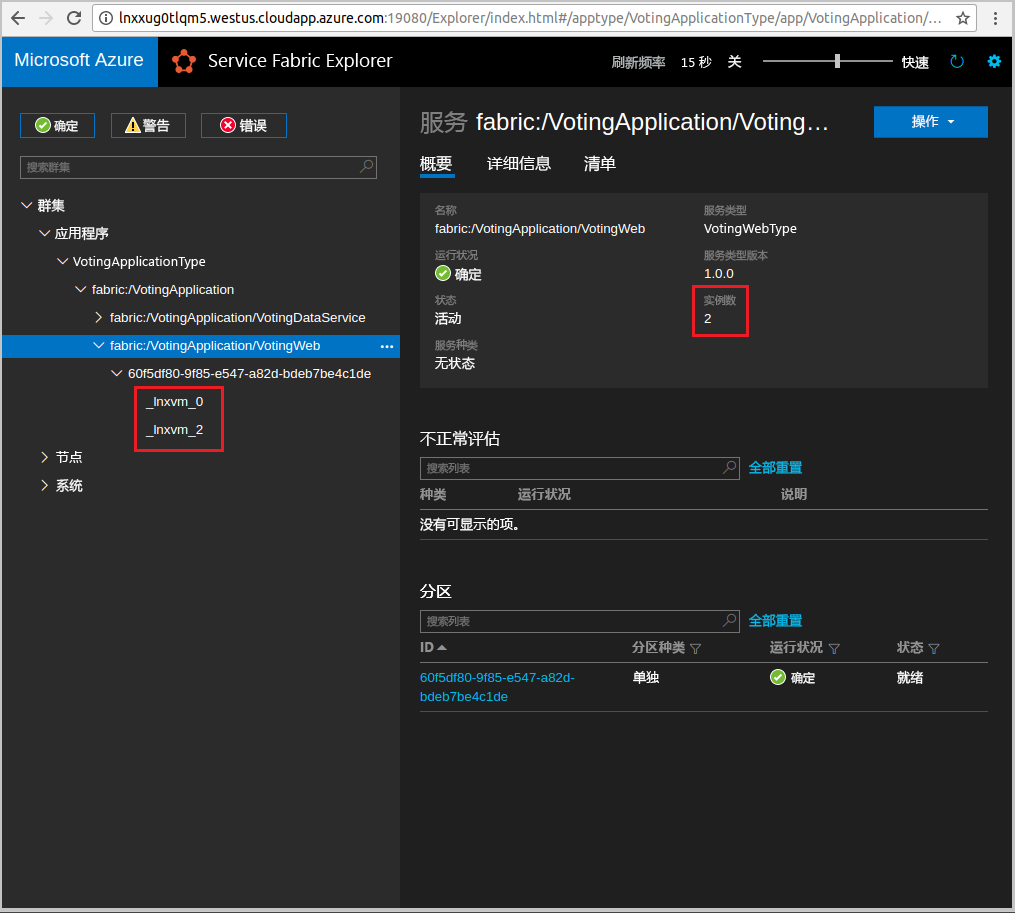 lnxxug0tlqm5.westus.cloudapp.azure.com:19080/Explorer/index.html#/apptype/VotingApplicationType/app/VotingApplication/...
Microsoft Azure
Service Fabric Explorer
刷新频率 15 秒 关 快速
确定 警告 错误
搜索群集
群集
应用程序
VotingApplicationType
fabric:/VotingApplication
fabric:/VotingApplication/VotingDataService
fabric:/VotingApplication/VotingWeb ...
60f5df80-9f85-e547-a82d-bdeb7be4c1de
_lnxvm_0
_lnxvm_2
节点
系统
服务 fabric:/VotingApplication/Voting...
操作
概要 详细信息 清单
名称
fabric:/VotingApplication/VotingWeb
服务类型
VotingWebType
运行状况
确定
服务类型版本
1.0.0
状态
活动
实例数
2
服务种类
无状态
不正常评估
搜索列表 全部重置
种类 运行状况 说明
没有可显示的项。
分区
搜索列表 全部重置
ID 分区种类 运行状况 状态
60f5df80-9f85-e547-a82d- 单独 确定 就绪
bdeb7be4c1de